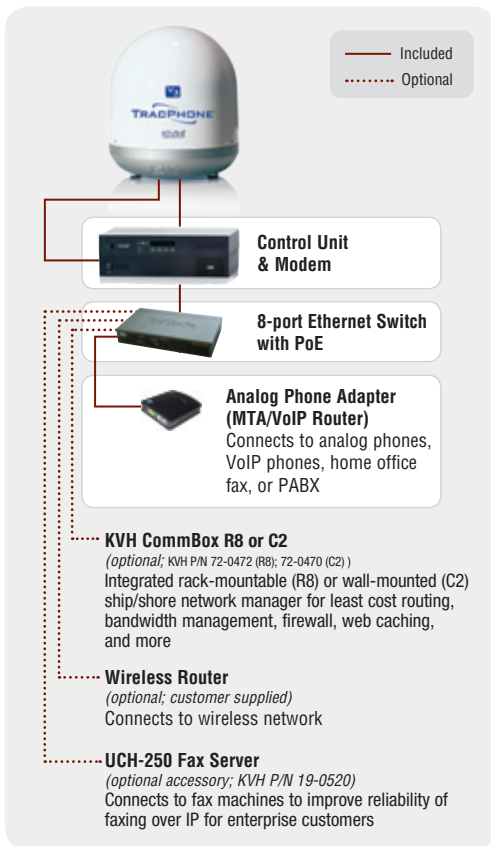 Included
Optional
V3
TRACPHONE
Control Unit
& Modem
8-port Ethernet Switch
with PoE
Analog Phone Adapter
(MTA/VoIP Router)
Connects to analog phones,
VoIP phones, home office
fax, or PABX
KVH CommBox R8 or C2
(optional; KVH P/N 72-0472 (R8); 72-0470 (C2) )
Integrated rack-mountable (R8) or wall-mounted (C2)
ship/shore network manager for least cost routing,
bandwidth management, firewall, web caching,
and more
Wireless Router
(optional; customer supplied)
Connects to wireless network
UCH-250 Fax Server
(optional accessory; KVH P/N 19-0520)
Connects to fax machines to improve reliability of
faxing over IP for enterprise customers